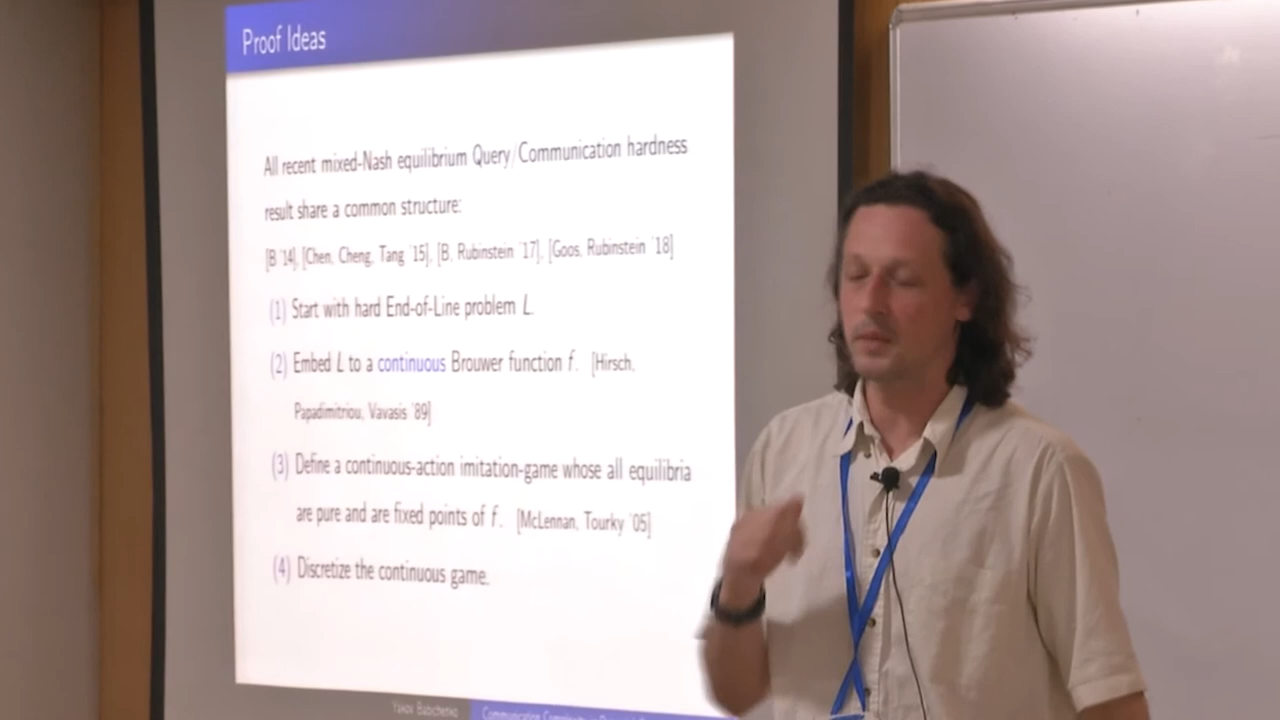 Proof Ideas
All recent mixed-Nash equilibrium Query/Communication hardness
result share a common structure:
[B '14], [Chen, Cheng, Tang '15], [B, Rubinstein '17], [Goos, Rubinstein '18]
(1) Start with hard End-of-Line problem L.
(2) Embed L to a continuous Brouwer function f. [Hirsch,
Papadimitriou, Vavasis '89]
(3) Define a continuous-action imitation-game whose all equilibria
are pure and are fixed points of f. [McLennan, Tourky '05]
(4) Discretize the continuous game.
Yakov Babichenko
Communication Complexity